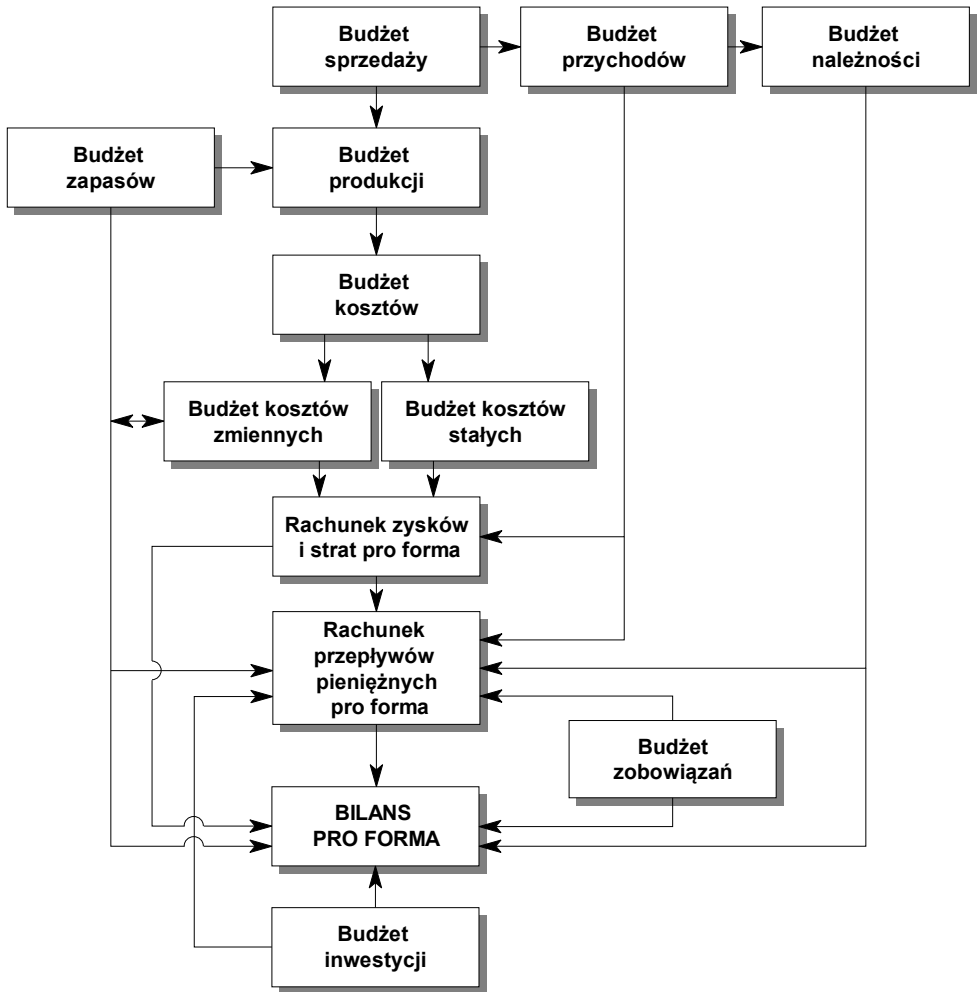 Budżet
sprzedaży
Budżet
przychodów
Budżet
należności
Budżet
zapasów
Budżet
produkcji
Budżet
kosztów
Budżet kosztów
zmiennych
Budżet kosztów
stałych
Rachunek zysków
i strat pro forma
Rachunek
przepływów
pieniężnych
pro forma
Budżet
zobowiązań
BILANS
PRO FORMA
Budżet
inwestycji